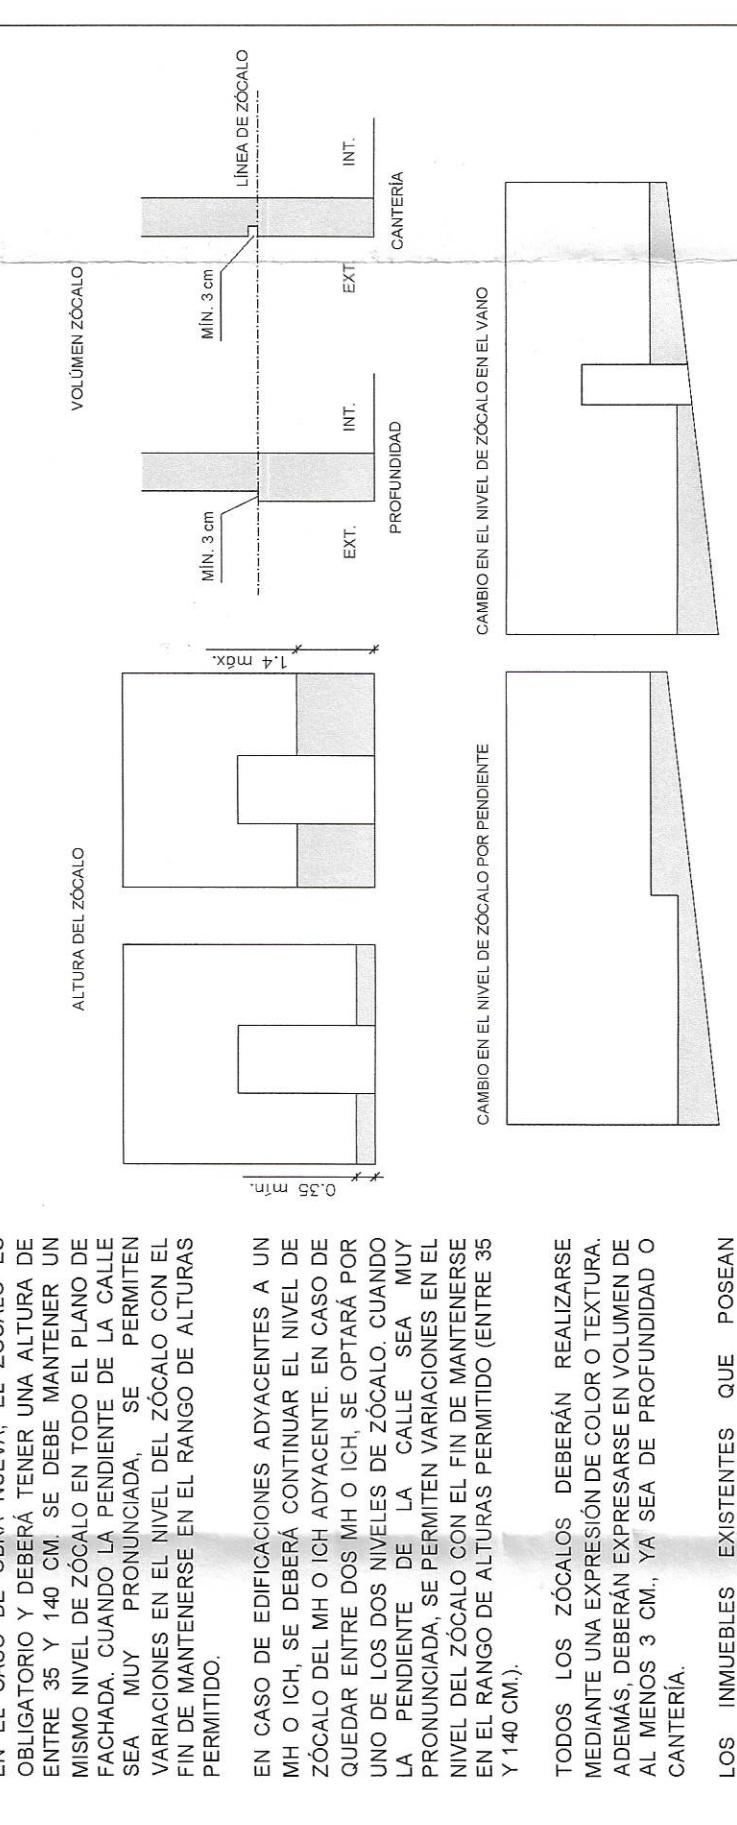 OBLIGATORIO Y DEBERÁ TENER UNA ALTURA DE
ENTRE 35 Y 140 CM. SE DEBE MANTENER UN
MISMO NIVEL DE ZÓCALO EN TODO EL PLANO DE
FACHADA. CUANDO LA PENDIENTE DE LA CALLE
SEA MUY PRONUNCIADA, SE PERMITEN
VARIACIONES EN EL NIVEL DEL ZÓCALO CON EL
FIN DE MANTENERSE EN EL RANGO DE ALTURAS
PERMITIDO.
EN CASO DE EDIFICACIONES ADYACENTES A UN
MH O ICH, SE DEBERÁ CONTINUAR EL NIVEL DE
ZÓCALO DEL MH O ICH ADYACENTE. EN CASO DE
QUEDAR ENTRE DOS MH O ICH, SE OPTARÁ POR
UNO DE LOS DOS NIVELES DE ZÓCALO. CUANDO
LA PENDIENTE DE LA CALLE SEA MUY
PRONUNCIADA, SE PERMITEN VARIACIONES EN EL
NIVEL DEL ZÓCALO CON EL FIN DE MANTENERSE
EN EL RANGO DE ALTURAS PERMITIDO (ENTRE 35
Y 140 CM.).
TODOS LOS ZÓCALOS DEBERÁN REALIZARSE
MEDIANTE UNA EXPRESIÓN DE COLOR O TEXTURA.
ADEMÁS, DEBERÁN EXPRESARSE EN VOLUMEN DE
AL MENOS 3 CM., YA SEA DE PROFUNDIDAD O
CANTERÍA.
LOS INMUEBLES EXISTENTES QUE POSEAN
ALTURA DEL ZÓCALO
0.35 mín.
1.4 máx.
VOLÚMEN ZÓCALO
MÍN. 3 cm
EXT.
INT.
PROFUNDIDAD
MÍN. 3 cm
LÍNEA DE ZÓCALO
EXT.
INT.
CANTERÍA
CAMBIO EN EL NIVEL DE ZÓCALO POR PENDIENTE
CAMBIO EN EL NIVEL DE ZÓCALO EN EL VANO